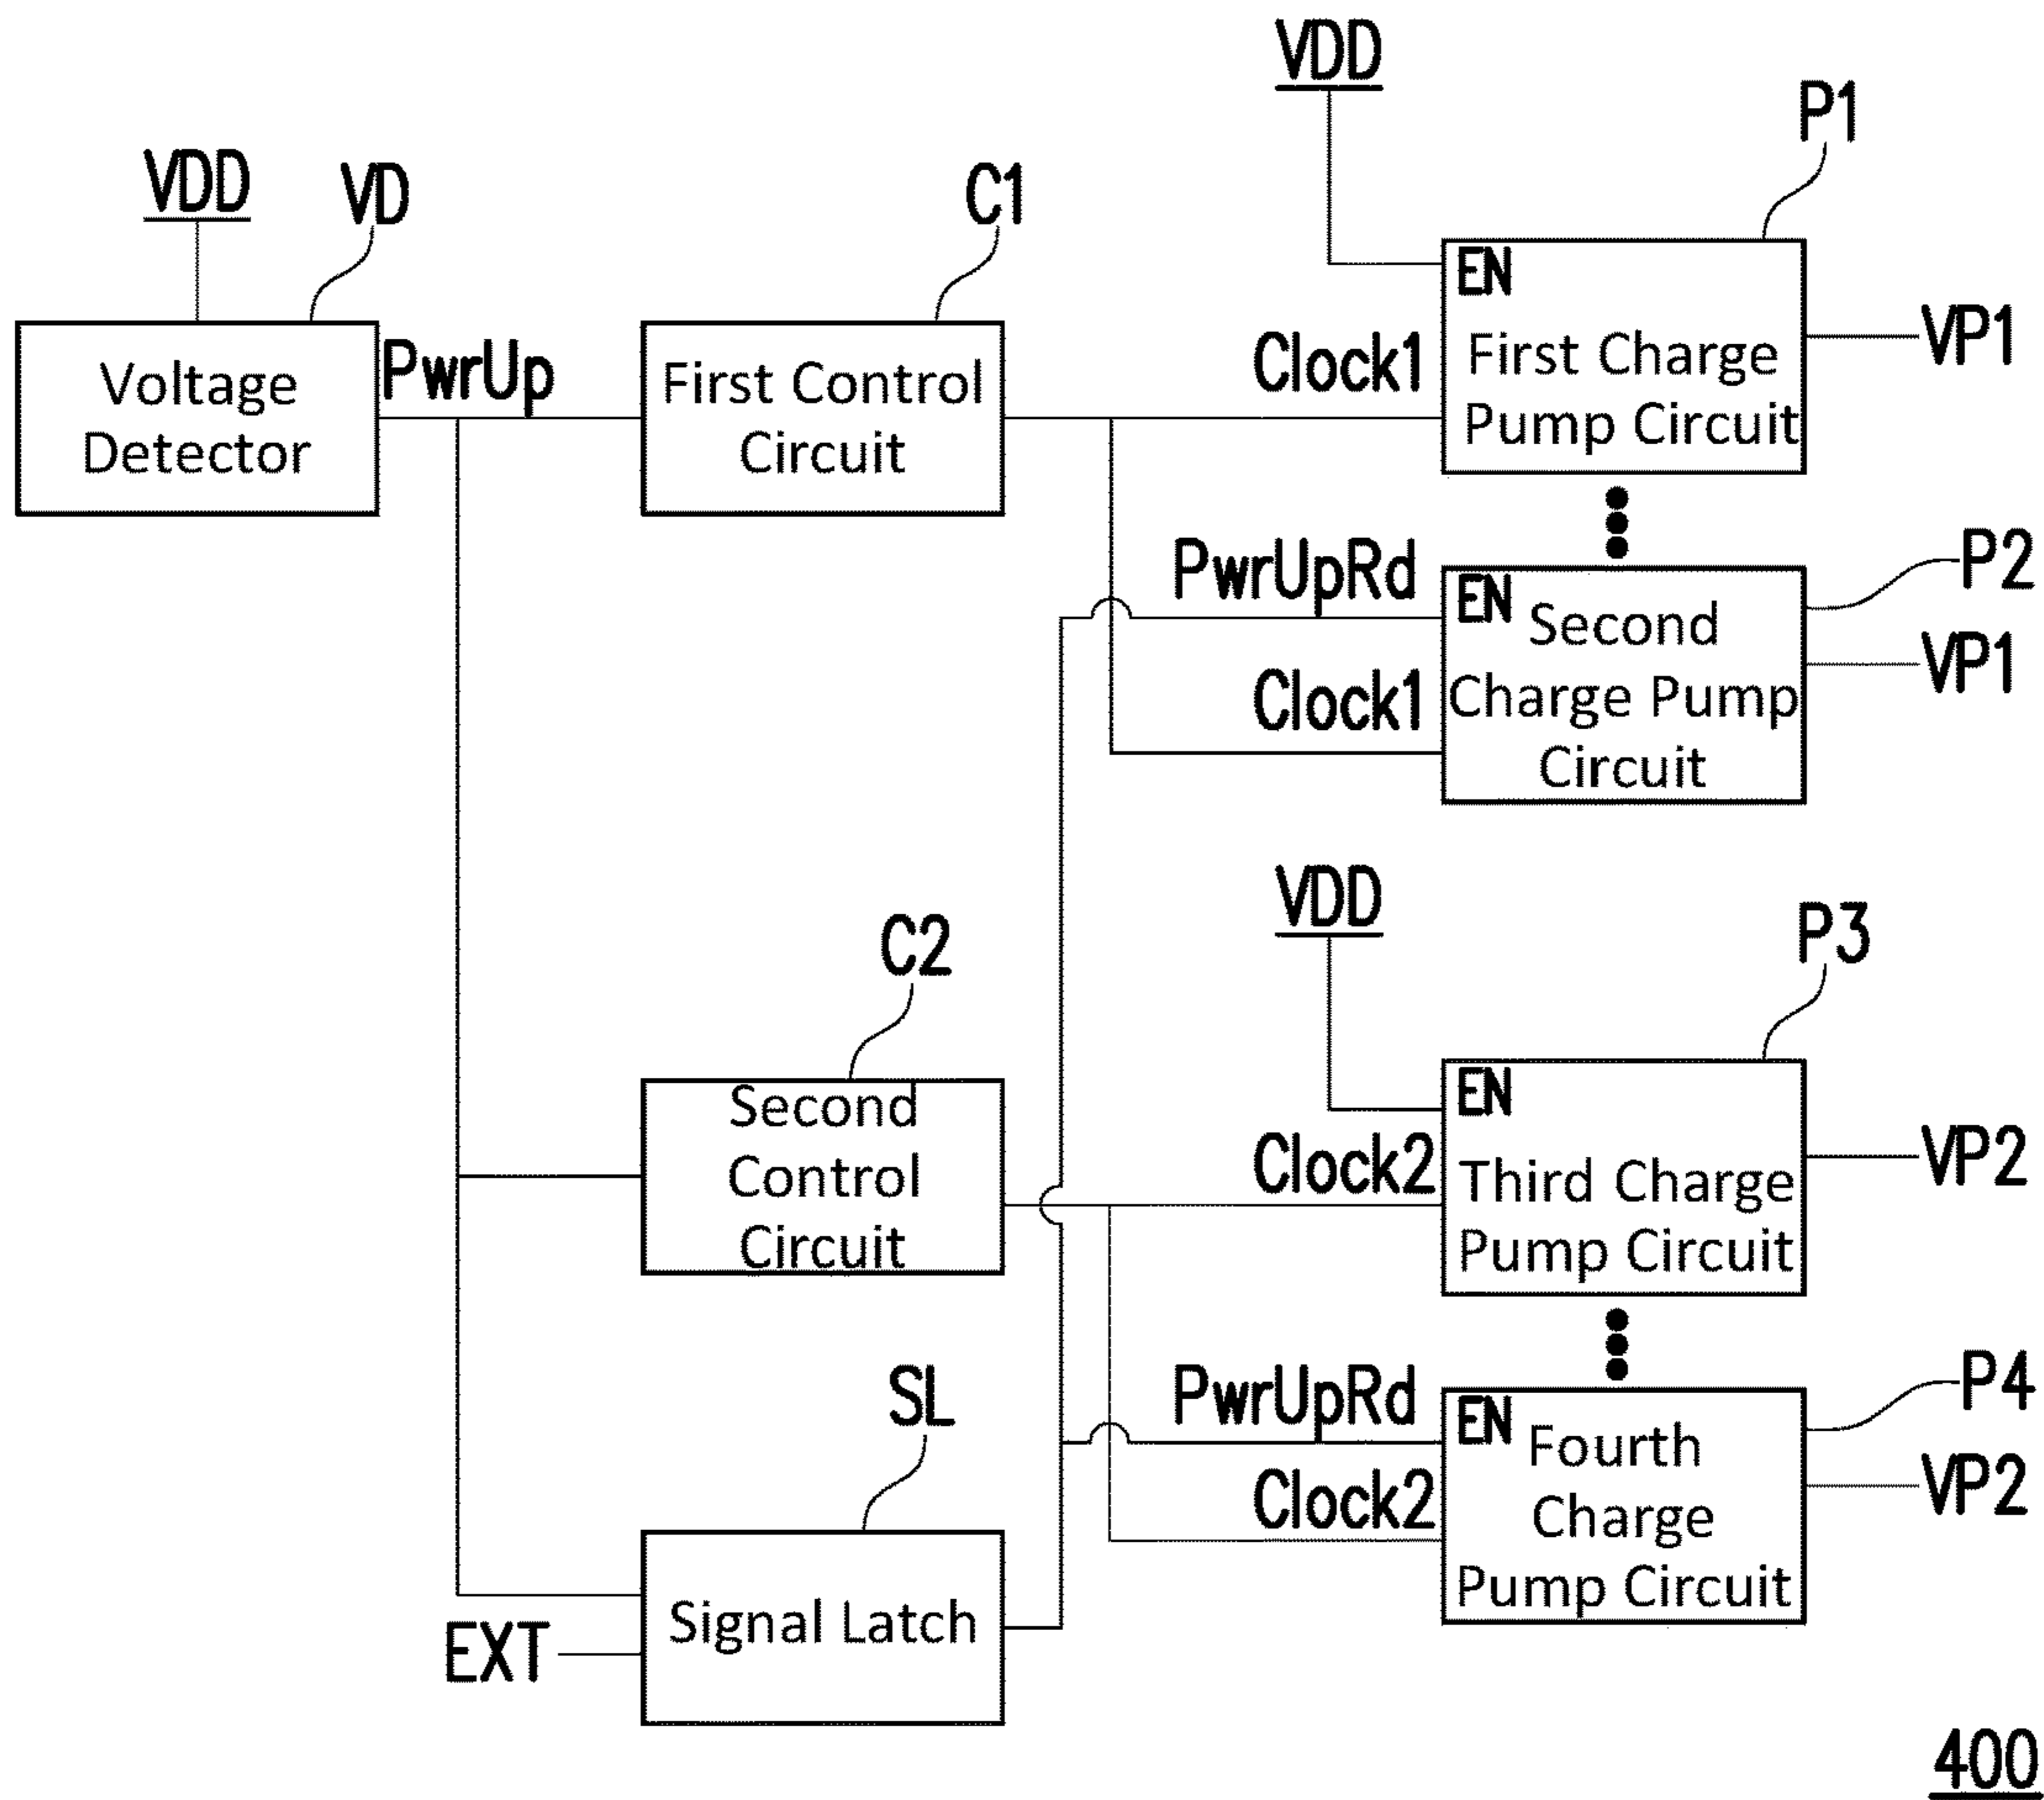 VDD
P1
VDD
VD
C1
EN
First Charge
Pump Circuit
VP1
Voltage
Detector
PwrUp
First Control
Circuit
Clock1
PwrUpRd
P2
EN
Second
Charge Pump
Circuit
VP1
Clock1
VDD
P3
C2
EN
Third Charge
Pump Circuit
VP2
Second
Control
Circuit
Clock2
SL
PwrUpRd
P4
EN
Fourth
Charge
Pump Circuit
VP2
Clock2
Signal Latch
EXT
400